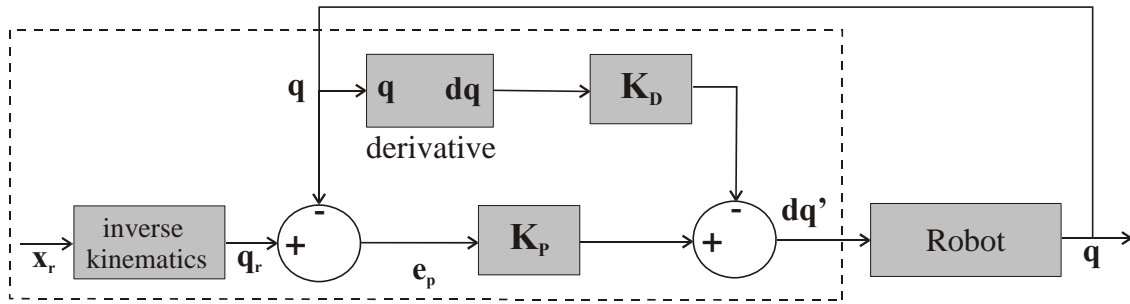 q
q dq
derivative
K_D
x_r
inverse
kinematics
q_r
-
+
e_p
K_P
-
+
dq’
Robot
q